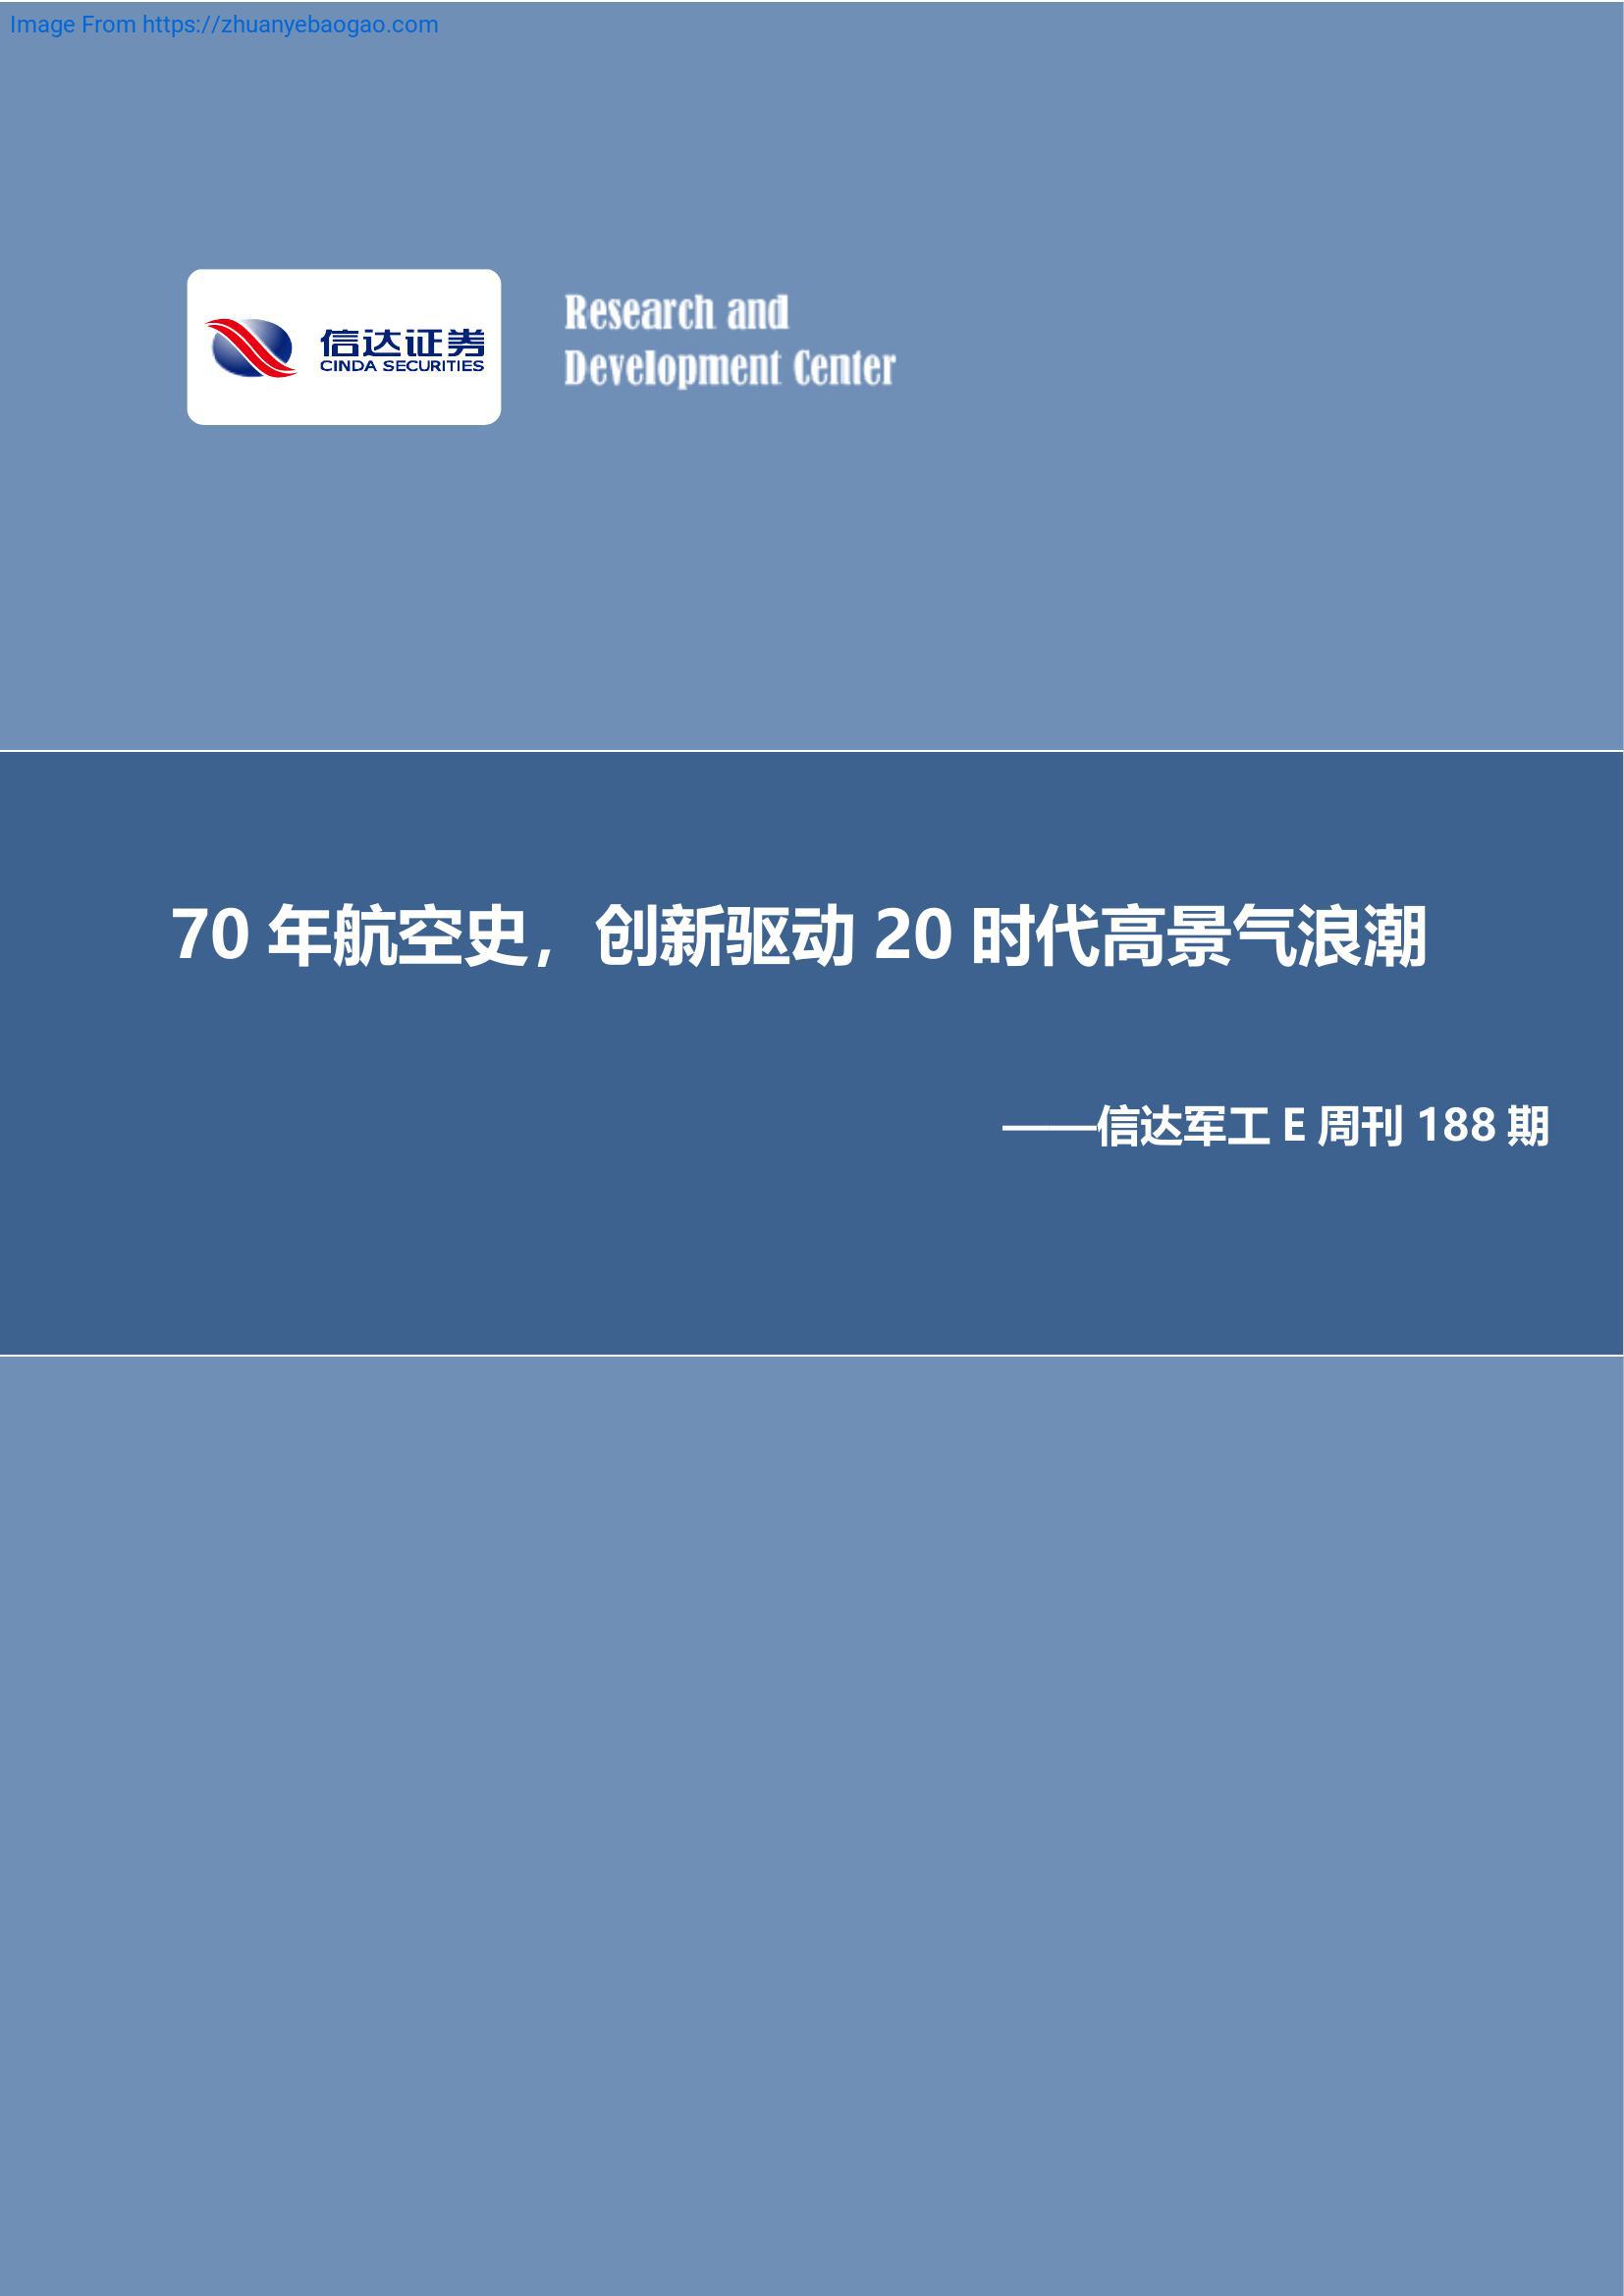 Image From https://zhuanyebaogao.com
信达证券
CINDA SECURITIES
Research and
Development Center
70 年航空史，创新驱动 20 时代高景气浪潮
——信达军工 E 周刊 188 期